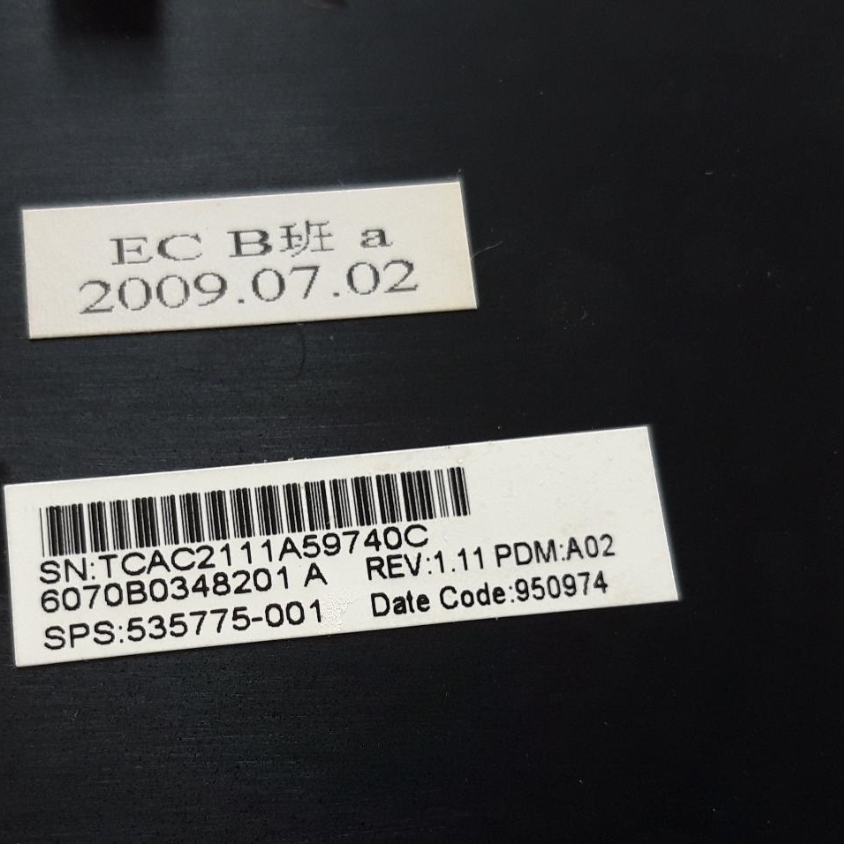 EC B班 a
2009.07.02
SN:TCAC2111A59740C
6070B0348201 A REV:1.11 PDM:A02
SPS:535775-001 Date Code:950974